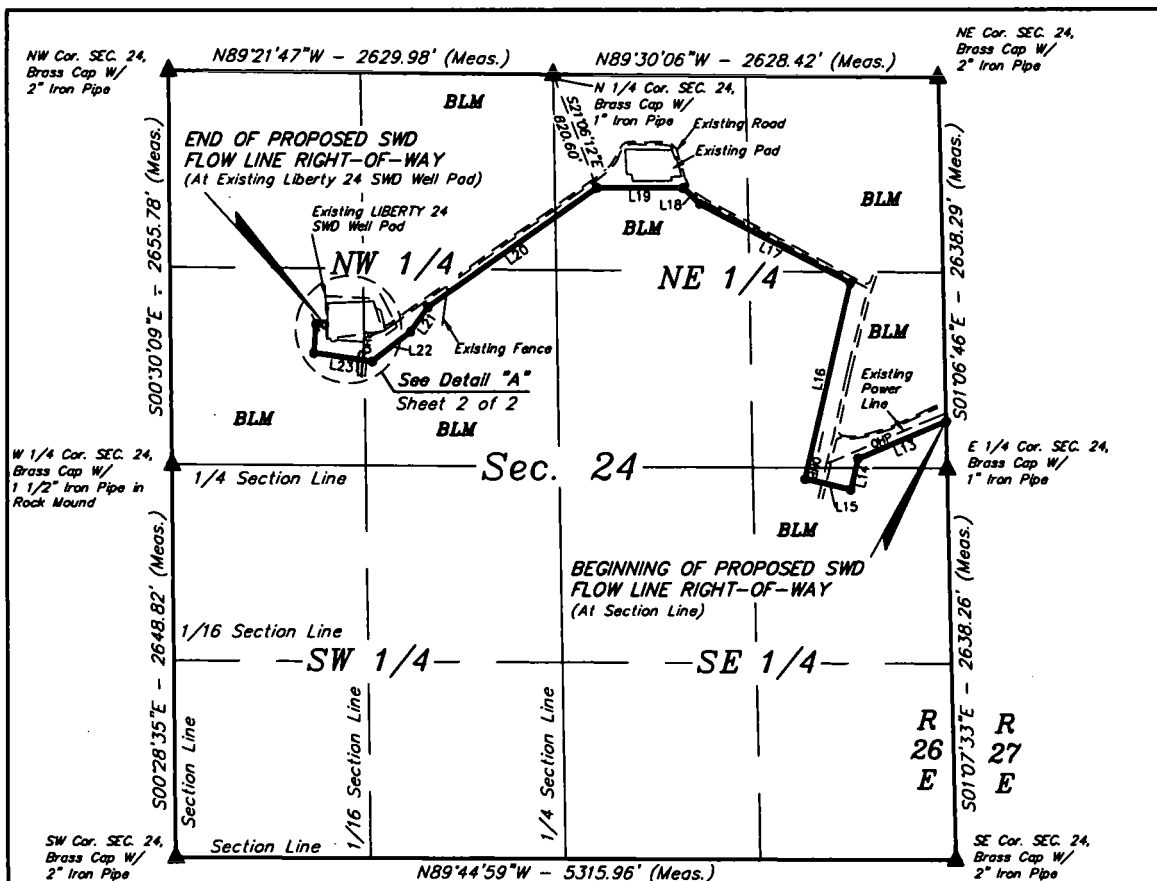 N89°21'47"W - 2629.98' (Meas.)
N89°30'06"W - 2628.42' (Meas.)
NW Cor. SEC. 24,
Brass Cap W/
2" Iron Pipe
NE Cor. SEC. 24,
Brass Cap W/
2" Iron Pipe
BLM
N 1/4 Cor. SEC. 24,
Brass Cap W/
1" Iron Pipe
S21°06'12"E
820.60'
Existing Road
Existing Pad
END OF PROPOSED SWD
FLOW LINE RIGHT-OF-WAY
(At Existing Liberty 24 SWD Well Pad)
Existing LIBERTY 24
SWD Well Pad
S00°30'09"E - 2655.78' (Meas.)
S01°06'46"E - 2638.29' (Meas.)
BLM
L19
L18
BLM
L17
L20
NW 1/4
NE 1/4
L21
L22
Existing Fence
L23
BLM
See Detail "A"
Sheet 2 of 2
BLM
BLM
L16
Existing
Power
Line
OHP
L13
L14
OHP
L15
W 1/4 Cor. SEC. 24,
Brass Cap W/
1 1/2" Iron Pipe in
Rock Mound
1/4 Section Line
Sec. 24
E 1/4 Cor. SEC. 24,
Brass Cap W/
1" Iron Pipe
BLM
BEGINNING OF PROPOSED SWD
FLOW LINE RIGHT-OF-WAY
(At Section Line)
S00°28'35"E - 2648.82' (Meas.)
S01°07'33"E - 2638.26' (Meas.)
1/16 Section Line
SW 1/4
SE 1/4
Section Line
1/16 Section Line
1/4 Section Line
R
26
E
R
27
E
SW Cor. SEC. 24,
Brass Cap W/
2" Iron Pipe
Section Line
N89°44'59"W - 5315.96' (Meas.)
SE Cor. SEC. 24,
Brass Cap W/
2" Iron Pipe